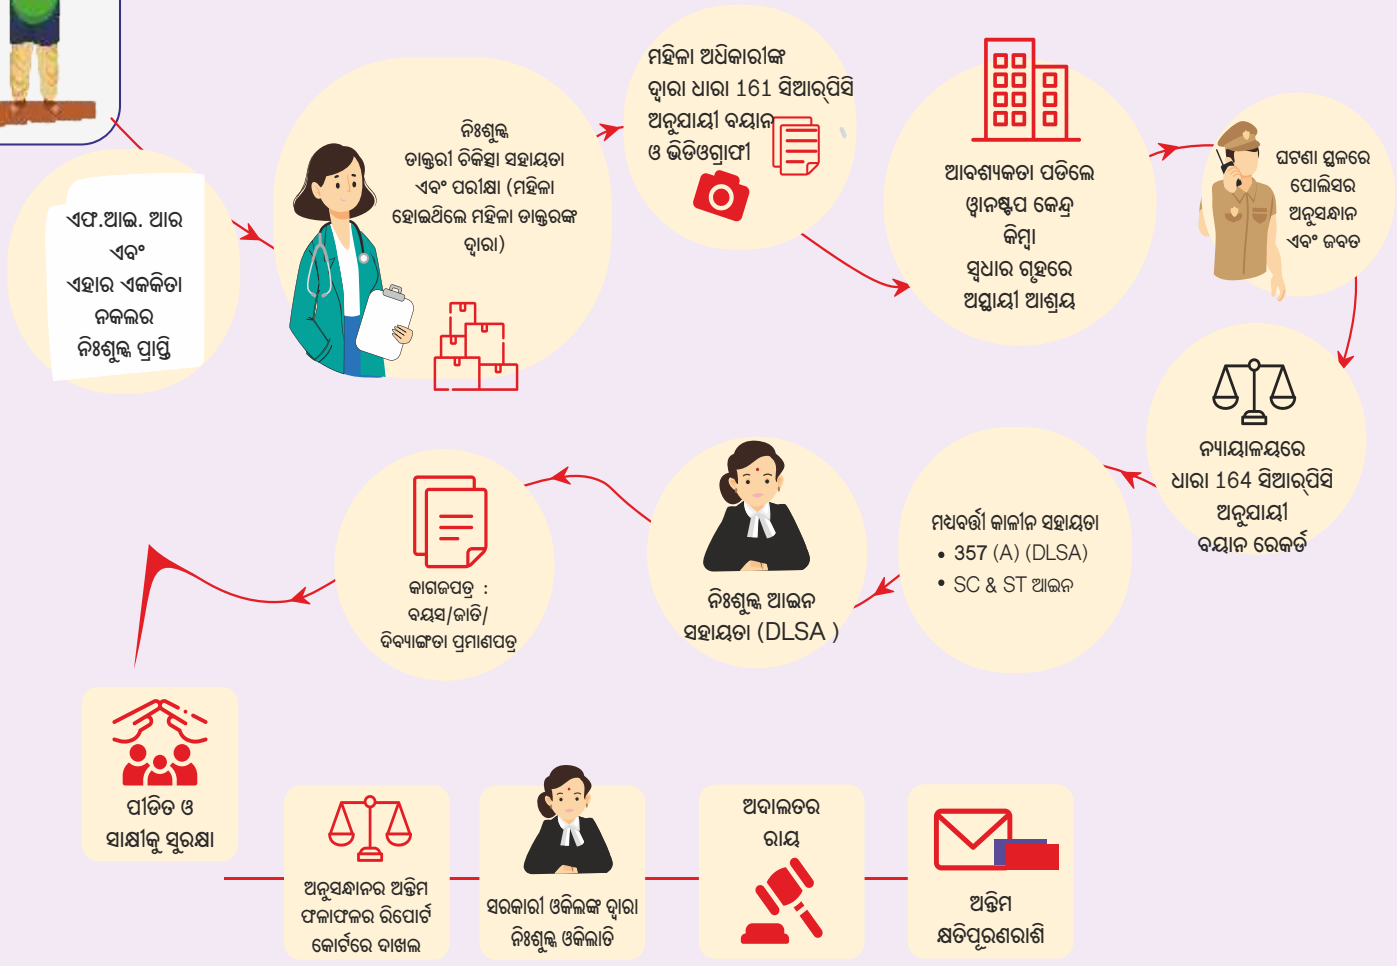 ଏଫ.ଆଇ. ଆର
ଏବଂ
ଏହାର ଏକକିତା
ନକଲର
ନିଃଶୁଳ୍କ ପ୍ରାପ୍ତି
ନିଃଶୁଳ୍କ
ଡାକ୍ତରୀ ଚିକିତ୍ସା ସହାୟତା
ଏବଂ ପରୀକ୍ଷା (ମହିଳା
ହୋଇଥିଲେ ମହିଳା ଡାକ୍ତରଙ୍କ
ଦ୍ୱାରା)
ମହିଳା ଅଧିକାରୀଙ୍କ
ଦ୍ୱାରା ଧାରା 161 ସିଆର୍‌ପିସି
ଅନୁଯାୟୀ ବୟାନ
ଓ ଭିଡିଓଗ୍ରାଫୀ
ଆବଶ୍ୟକତା ପଡିଲେ
ୱାନଷ୍ଟପ କେନ୍ଦ୍ର
କିମ୍ବା
ସ୍ୱଧାର ଗୃହରେ
ଅସ୍ଥାୟୀ ଆଶ୍ରୟ
ଘଟଣା ସ୍ଥଳରେ
ପୋଲିସର
ଅନୁସନ୍ଧାନ
ଏବଂ ଜବତ
ନ୍ୟାୟାଳୟରେ
ଧାରା 164 ସିଆର୍‌ପିସି
ଅନୁଯାୟୀ
ବୟାନ ରେକର୍ଡ
ମଧ୍ୟବର୍ତ୍ତୀ କାଳୀନ ସହାୟତା
• 357 (A) (DLSA)
• SC & ST ଆଇନ
ନିଃଶୁଳ୍କ ଆଇନ
ସହାୟତା (DLSA )
କାଗଜପତ୍ର :
ବୟସ/ଜାତି/
ଦିବ୍ୟାଙ୍ଗତା ପ୍ରମାଣପତ୍ର
ପୀଡିତ ଓ
ସାକ୍ଷୀକୁ ସୁରକ୍ଷା
ଅନୁସନ୍ଧାନର ଅନ୍ତିମ
ଫଳାଫଳର ରିପୋର୍ଟ
କୋର୍ଟରେ ଦାଖଲ
ସରକାରୀ ଓକିଲଙ୍କ ଦ୍ୱାରା
ନିଃଶୁଳ୍କ ଓକିଲାତି
ଅଦାଲତର
ରାୟ
ଅନ୍ତିମ
କ୍ଷତିପୂରଣରାଶି